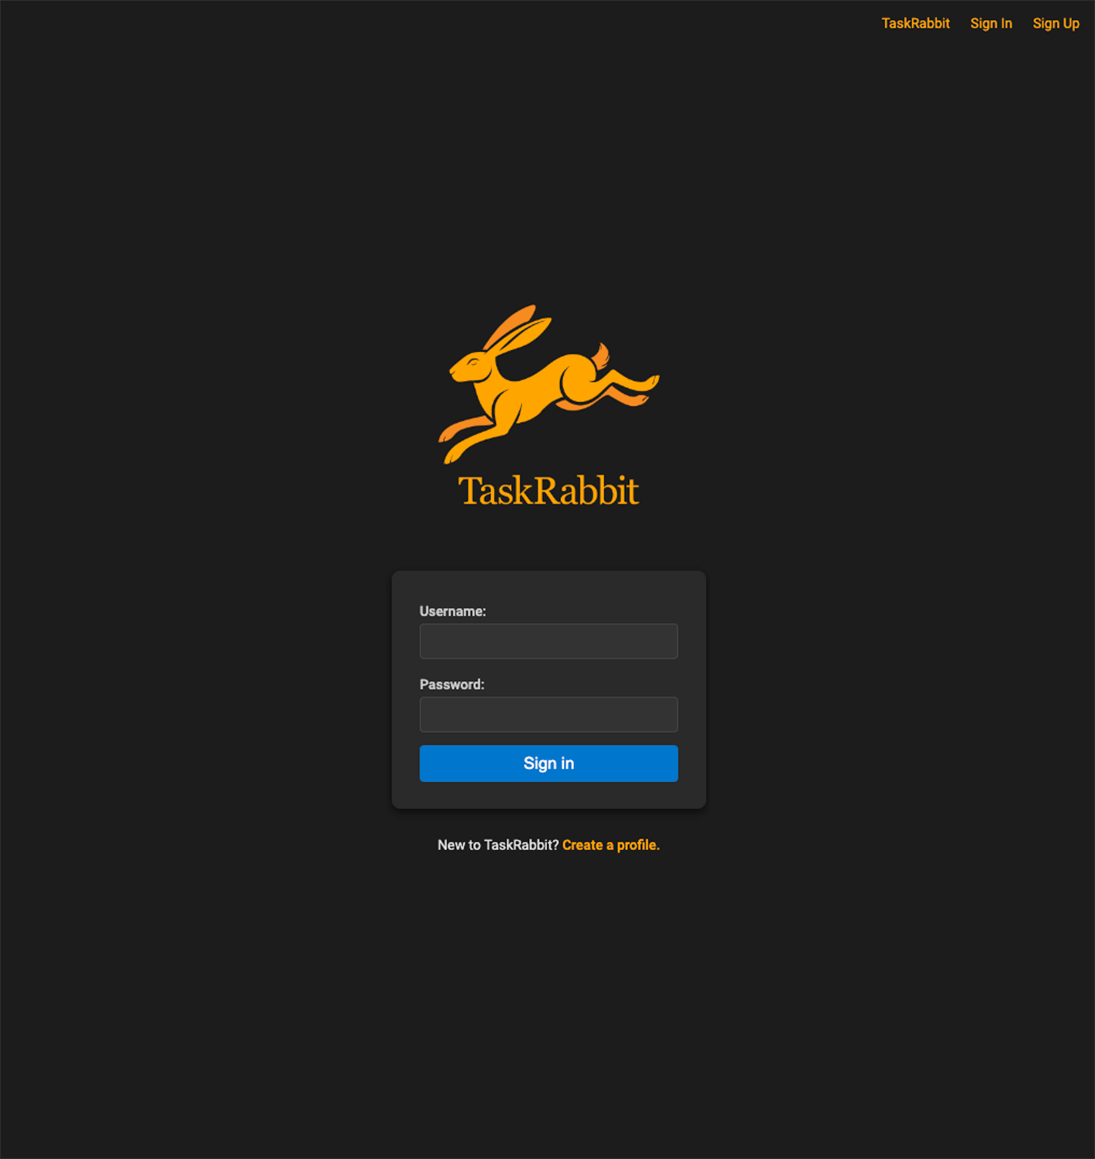 TaskRabbit Sign In Sign Up
TaskRabbit
Username:
Password:
Sign in
New to TaskRabbit? Create a profile.